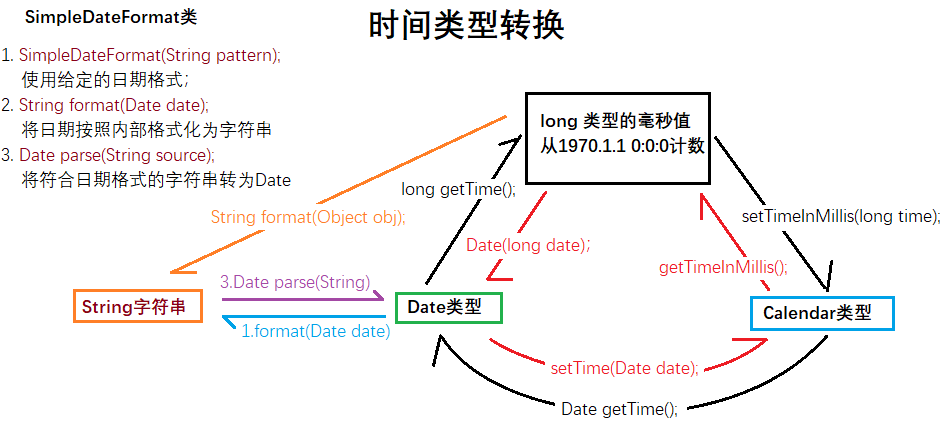 SimpleDateFormat类
时间类型转换
1. SimpleDateFormat(String pattern);
使用给定的日期格式；
2. String format(Date date);
将日期按照内部格式化为字符串
3. Date parse(String source);
将符合日期格式的字符串转为Date
long 类型的毫秒值
从1970.1.1 0:0:0计数
long getTime();
String format(Object obj);
setTimeInMillis(long time);
Date(long date);
getTimeInMillis();
3.Date parse(String)
String字符串
Date类型
Calendar类型
1.format(Date date)
setTime(Date date);
Date getTime();